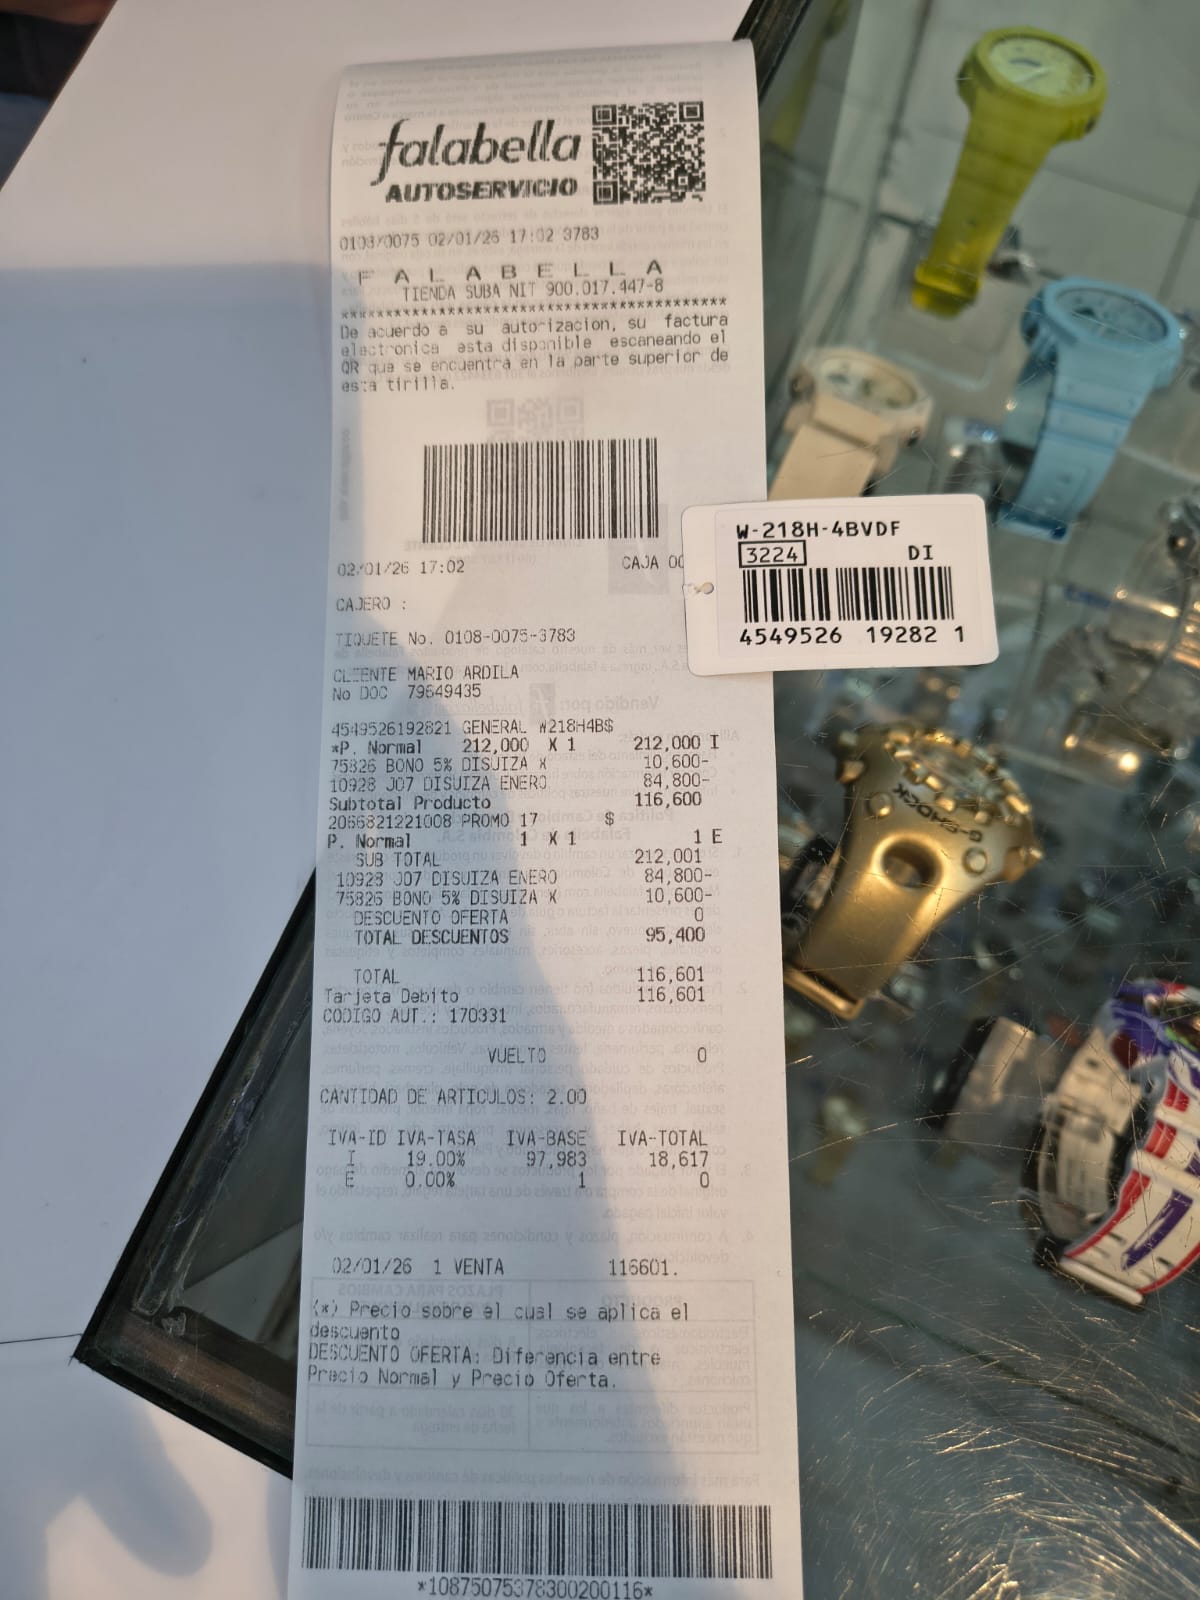 falabella
AUTOSERVICIO
0108/0075 02/01/26 17:02 3783
F A L A B E L L A
TIENDA SUBA NIT 900.017.447-8
****************************************
De acuerdo a su autorizacion, su factura
electronica esta disponible escaneando el
QR que se encuentra en la parte superior de
esta tirilla.
02/01/26 17:02 CAJA 00
CAJERO :
TIQUETE No. 0108-0075-3783
CLIENTE MARIO ARDILA
No DOC 79649435
4549526192821 GENERAL W218H4B$
*P. Normal 212,000 X 1 212,000 I
75826 BONO 5% DISUIZA X 10,600-
10928 J07 DISUIZA ENERO 84,800-
Subtotal Producto 116,600
2066821221008 PROMO 17 $
P. Normal 1 X 1 1 E
SUB TOTAL 212,001
10928 J07 DISUIZA ENERO 84,800-
75826 BONO 5% DISUIZA X 10,600-
DESCUENTO OFERTA 0
TOTAL DESCUENTOS 95,400
TOTAL 116,601
Tarjeta Debito 116,601
CODIGO AUT.: 170331
VUELTO 0
CANTIDAD DE ARTICULOS: 2.00
IVA-ID IVA-TASA IVA-BASE IVA-TOTAL
I 19.00% 97,983 18,617
E 0.00% 1 0
02/01/26 1 VENTA 116601.
(*) Precio sobre el cual se aplica el
descuento
DESCUENTO OFERTA: Diferencia entre
Precio Normal y Precio Oferta.
*10875075378300200116*
W-218H-4BVDF
3224 DI
4549526 19282 1
G-SHOCK